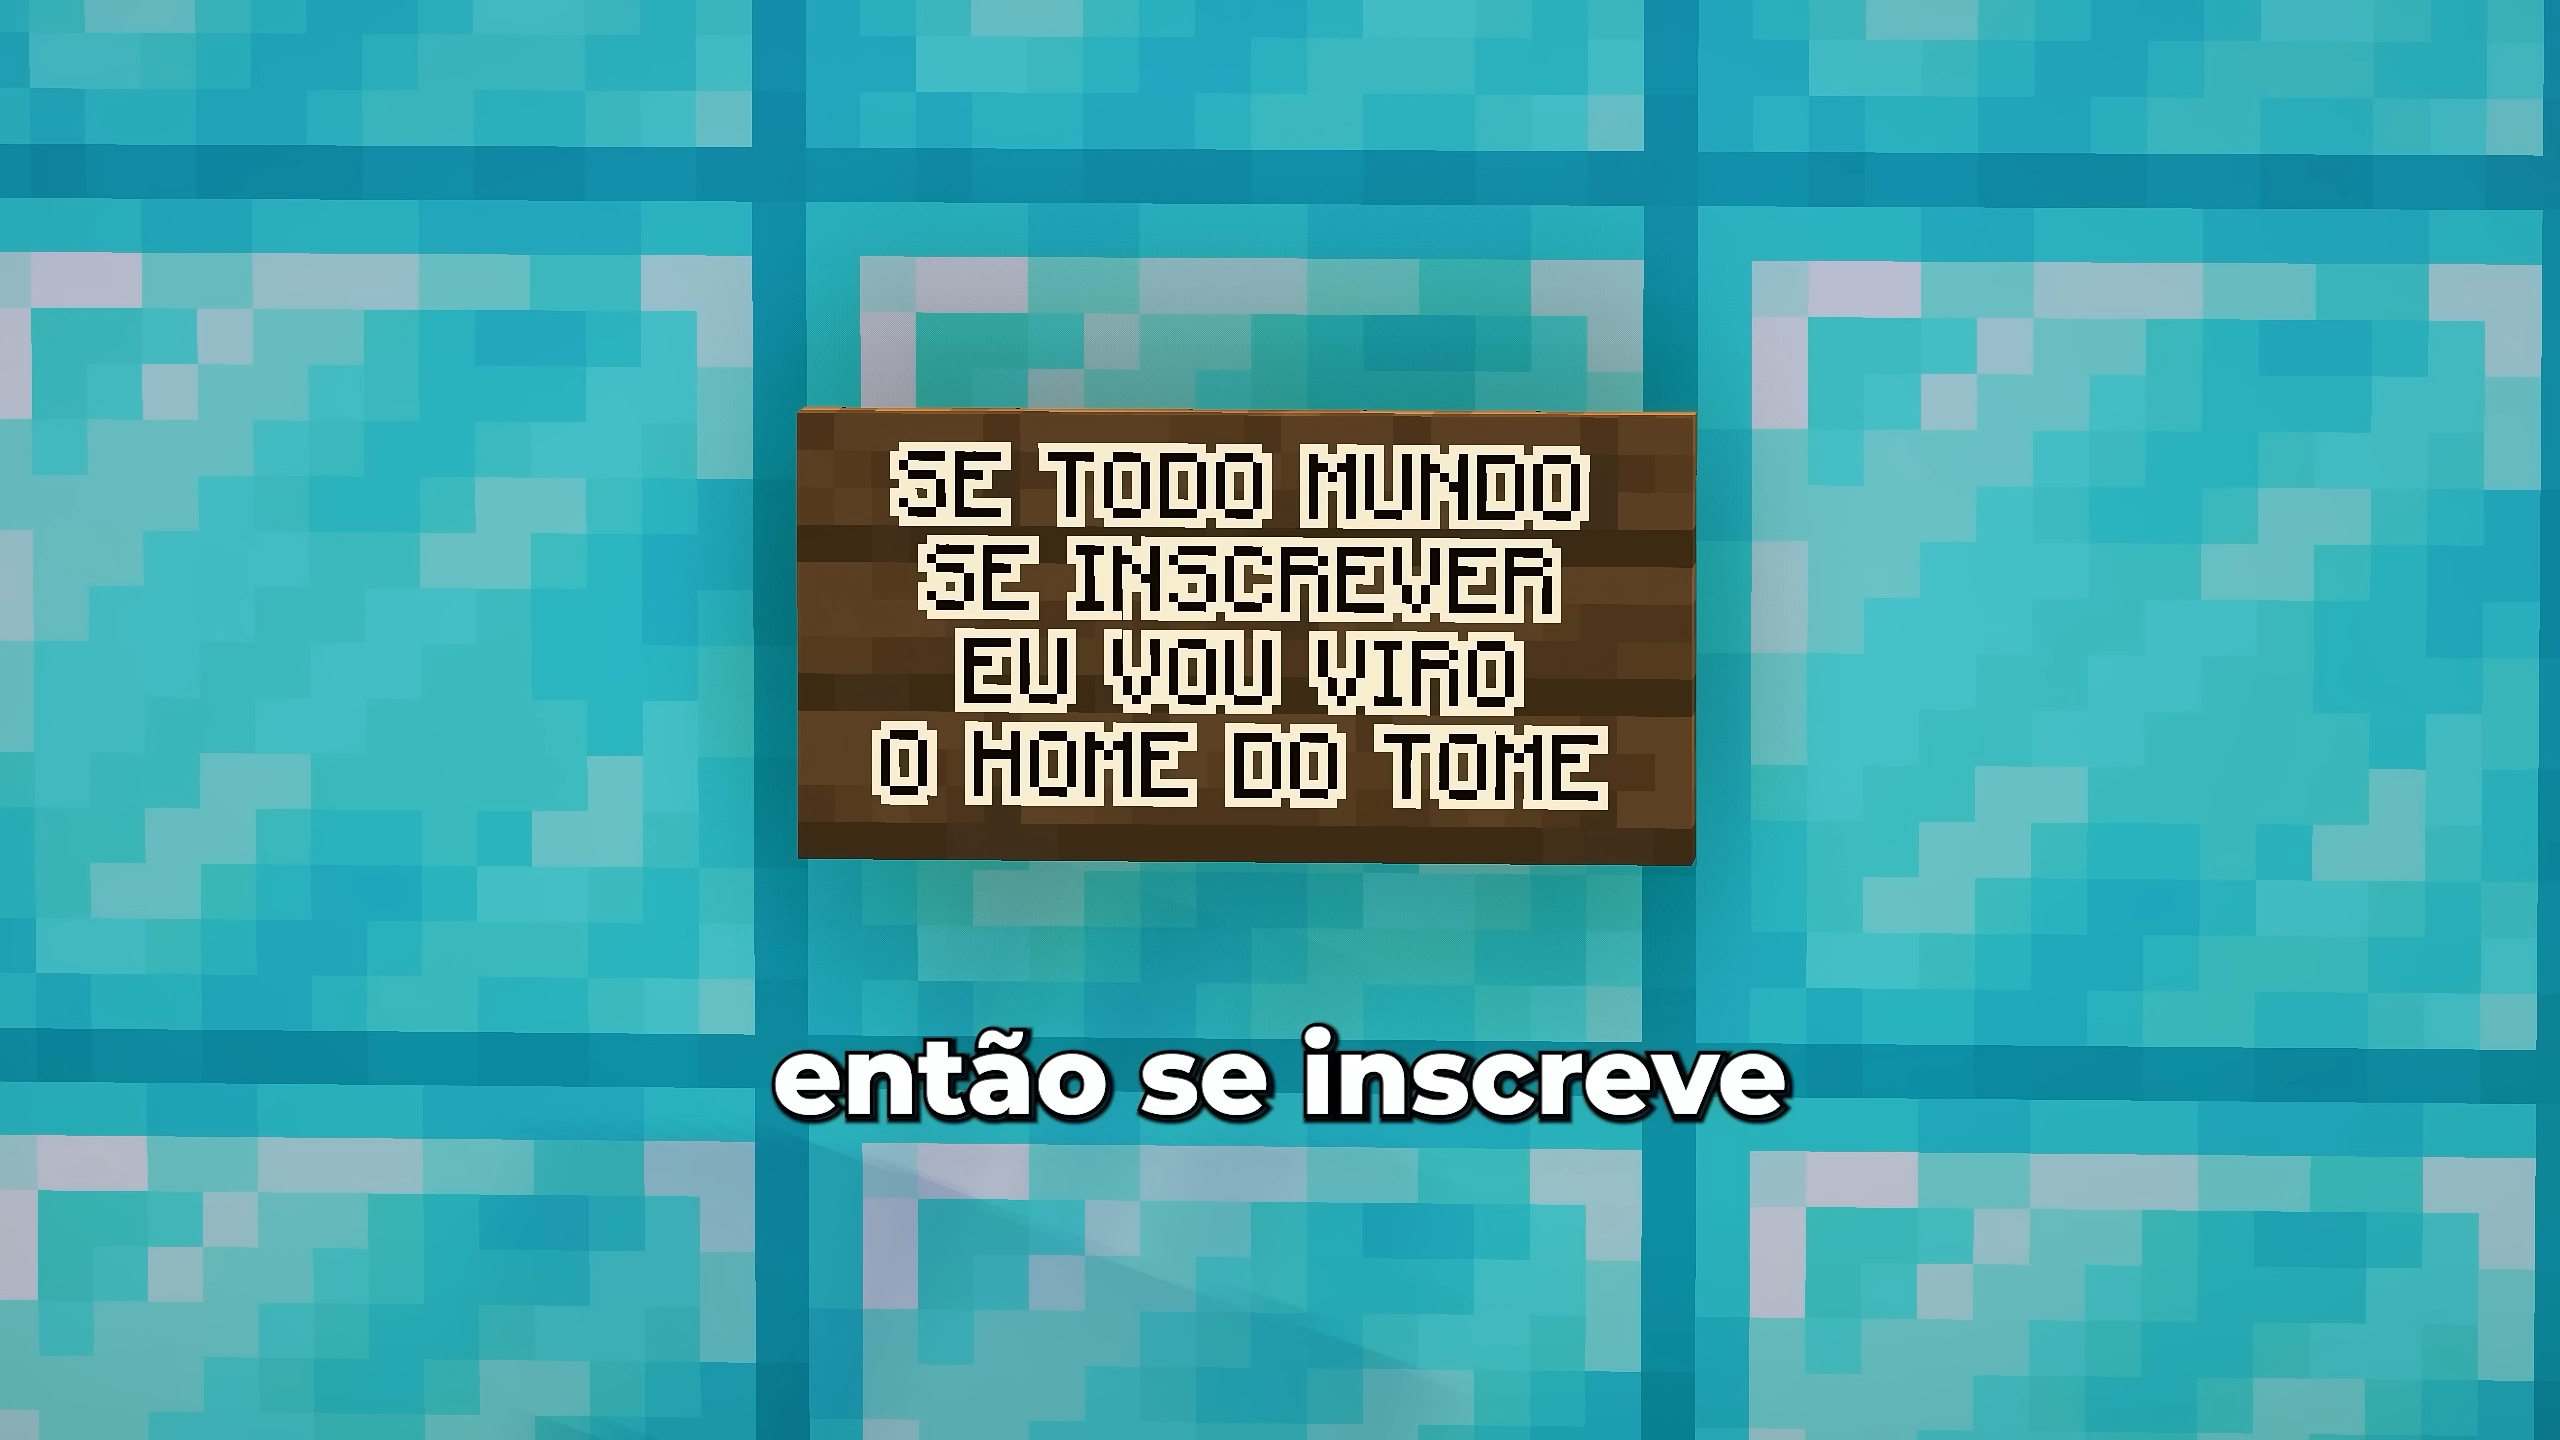 SE TODO MUNDO
SE INSCREVER
EU VOU VIRO
O HOME DO TOME
então se inscreve